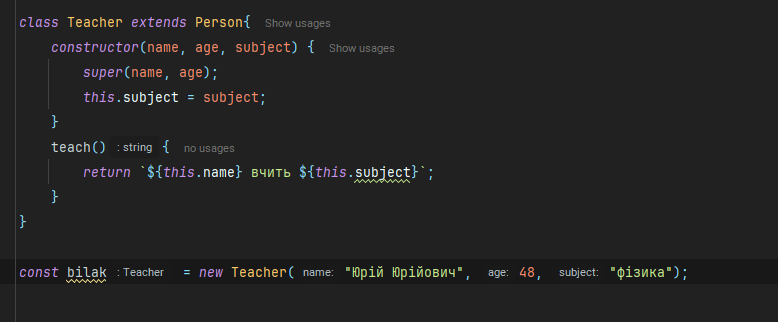 class Teacher extends Person{ Show usages
constructor(name, age, subject) { Show usages
super(name, age);
this.subject = subject;
}
teach() : string { no usages
return `${this.name} вчить ${this.subject}`;
}
}
const bilak : Teacher = new Teacher( name: "Юрій Юрійович", age: 48, subject: "фізика");